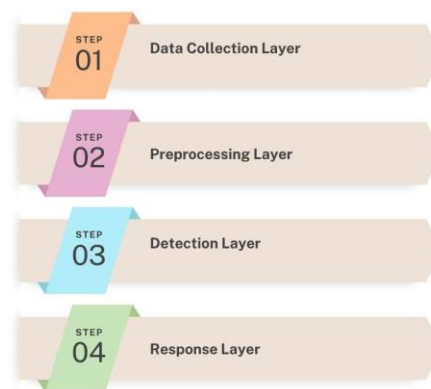 STEP
01
Data Collection Layer
STEP
02
Preprocessing Layer
STEP
03
Detection Layer
STEP
04
Response Layer